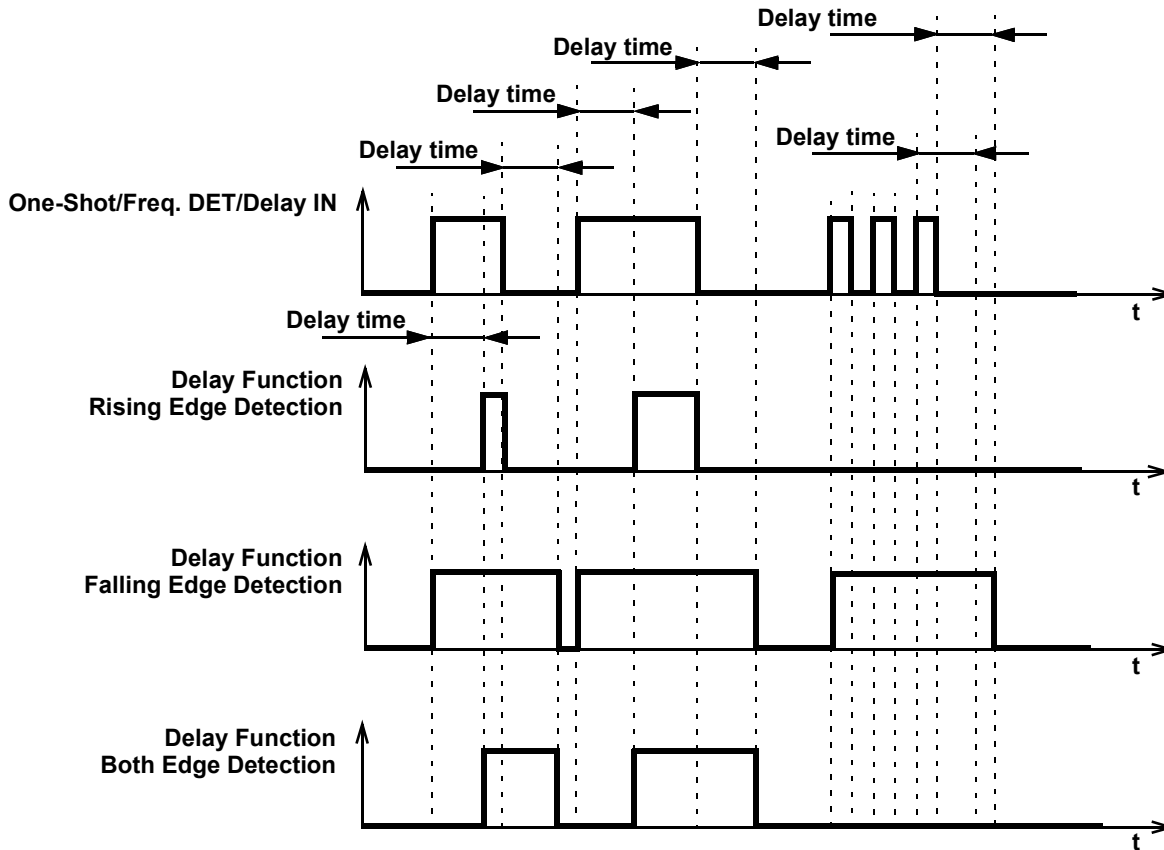 Delay time
Delay time
Delay time
Delay time
Delay time
One-Shot/Freq. DET/Delay IN
t
Delay time
Delay Function
Rising Edge Detection
t
Delay Function
Falling Edge Detection
t
Delay Function
Both Edge Detection
t